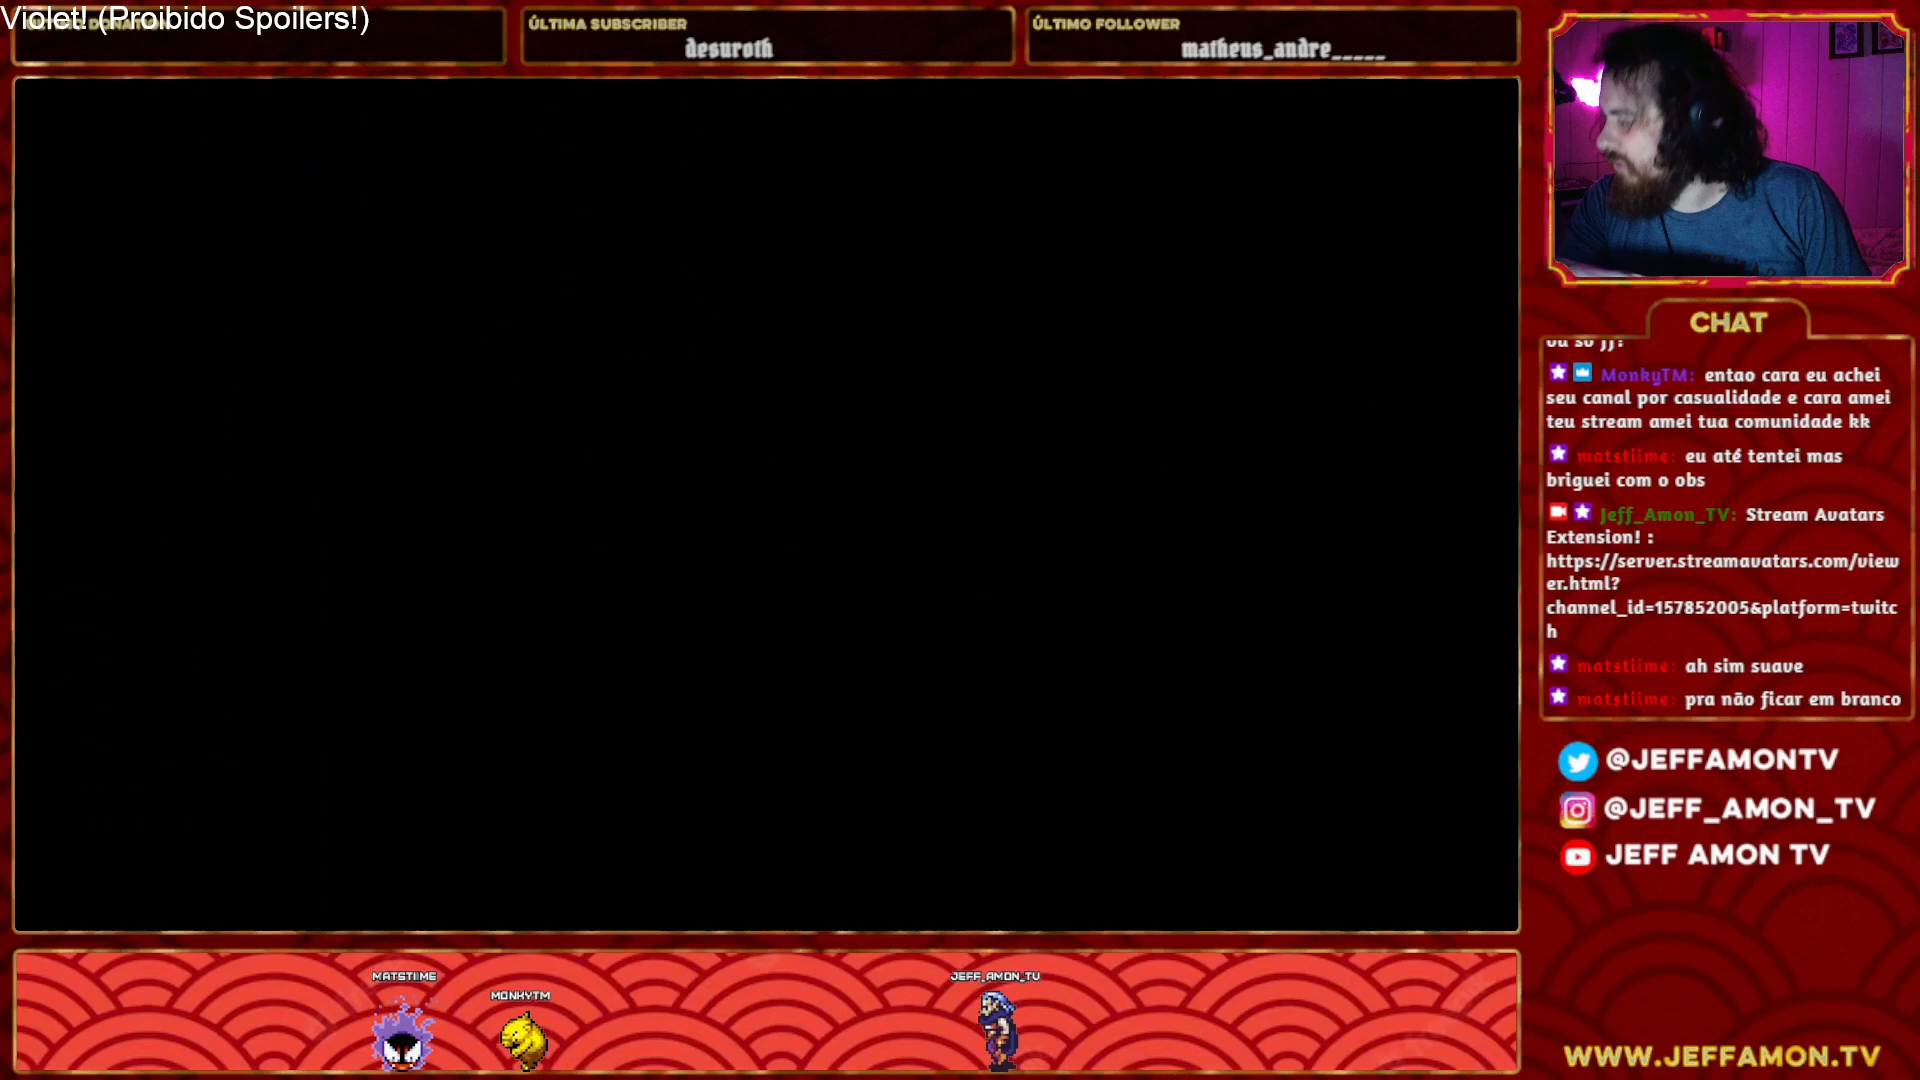 Violet! (Proibido Spoilers!)
ÚLTIMA SUBSCRIBER
desuroth
ÚLTIMO FOLLOWER
matheus_andre_____
CHAT
ou so jj?
MonkyTM: entao cara eu achei
seu canal por casualidade e cara amei
teu stream amei tua comunidade kk
matstiime: eu até tentei mas
briguei com o obs
Jeff_Amon_TV: Stream Avatars
Extension! :
https://server.streamavatars.com/view
er.html?
channel_id=157852005&platform=twitc
h
matstiime: ah sim suave
matstiime: pra não ficar em branco
@JEFFAMONTV
@JEFF_AMON_TV
JEFF AMON TV
MATSTIIME
MONKYTM
JEFF_AMON_TV
WWW.JEFFAMON.TV